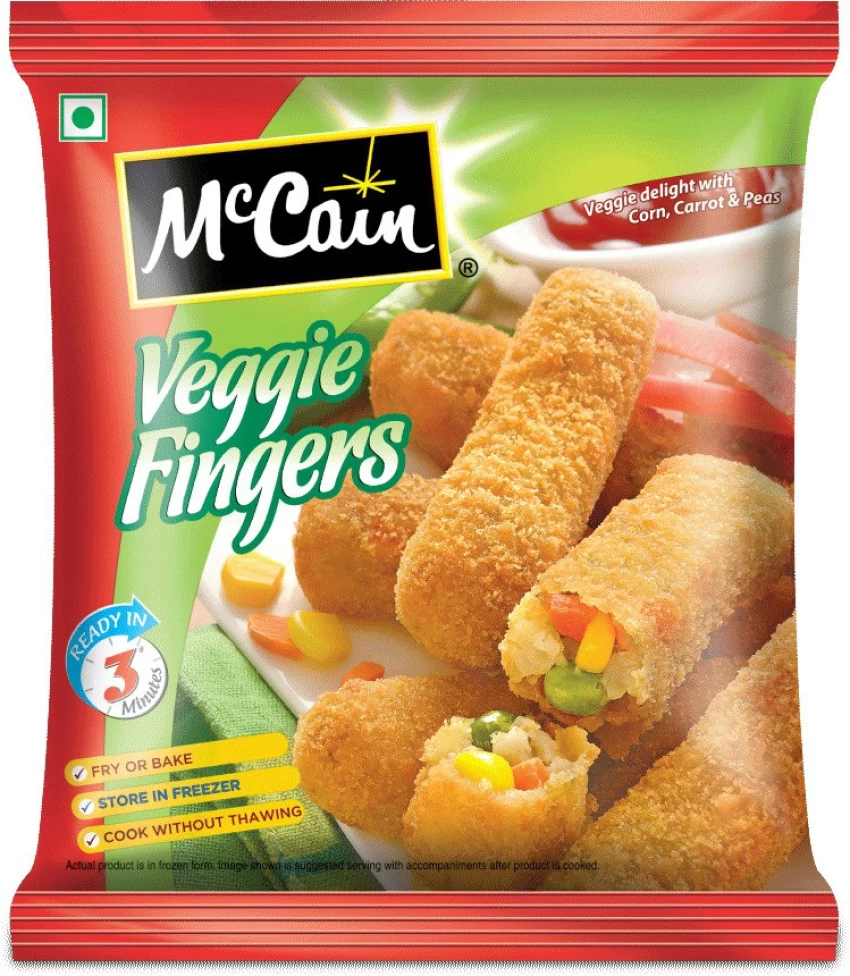 McCain
®
Veggie delight with
Corn, Carrot & Peas
Veggie
Fingers
READY IN
3*
Minutes
FRY OR BAKE
STORE IN FREEZER
COOK WITHOUT THAWING
Actual product is in frozen form. Image shown is suggested serving with accompaniments after product is cooked.